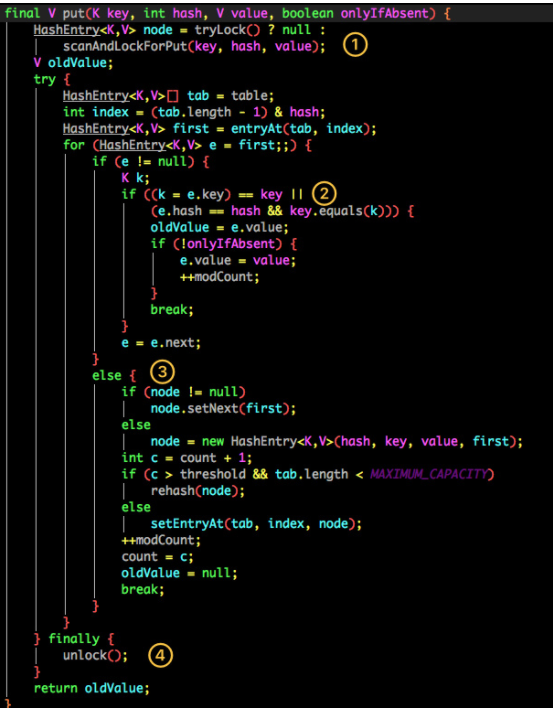 final V put(K key, int hash, V value, boolean onlyIfAbsent) {
    HashEntry<K,V> node = tryLock() ? null :
        scanAndLockForPut(key, hash, value); 1
    V oldValue;
    try {
        HashEntry<K,V>[] tab = table;
        int index = (tab.length - 1) & hash;
        HashEntry<K,V> first = entryAt(tab, index);
        for (HashEntry<K,V> e = first;;) {
            if (e != null) {
                K k;
                if ((k = e.key) == key || 2
                    (e.hash == hash && key.equals(k))) {
                    oldValue = e.value;
                    if (!onlyIfAbsent) {
                        e.value = value;
                        ++modCount;
                    }
                    break;
                }
                e = e.next;
            }
            else { 3
                if (node != null)
                    node.setNext(first);
                else
                    node = new HashEntry<K,V>(hash, key, value, first);
                int c = count + 1;
                if (c > threshold && tab.length < MAXIMUM_CAPACITY)
                    rehash(node);
                else
                    setEntryAt(tab, index, node);
                ++modCount;
                count = c;
                oldValue = null;
                break;
            }
        }
    } finally {
        unlock(); 4
    }
    return oldValue;
}